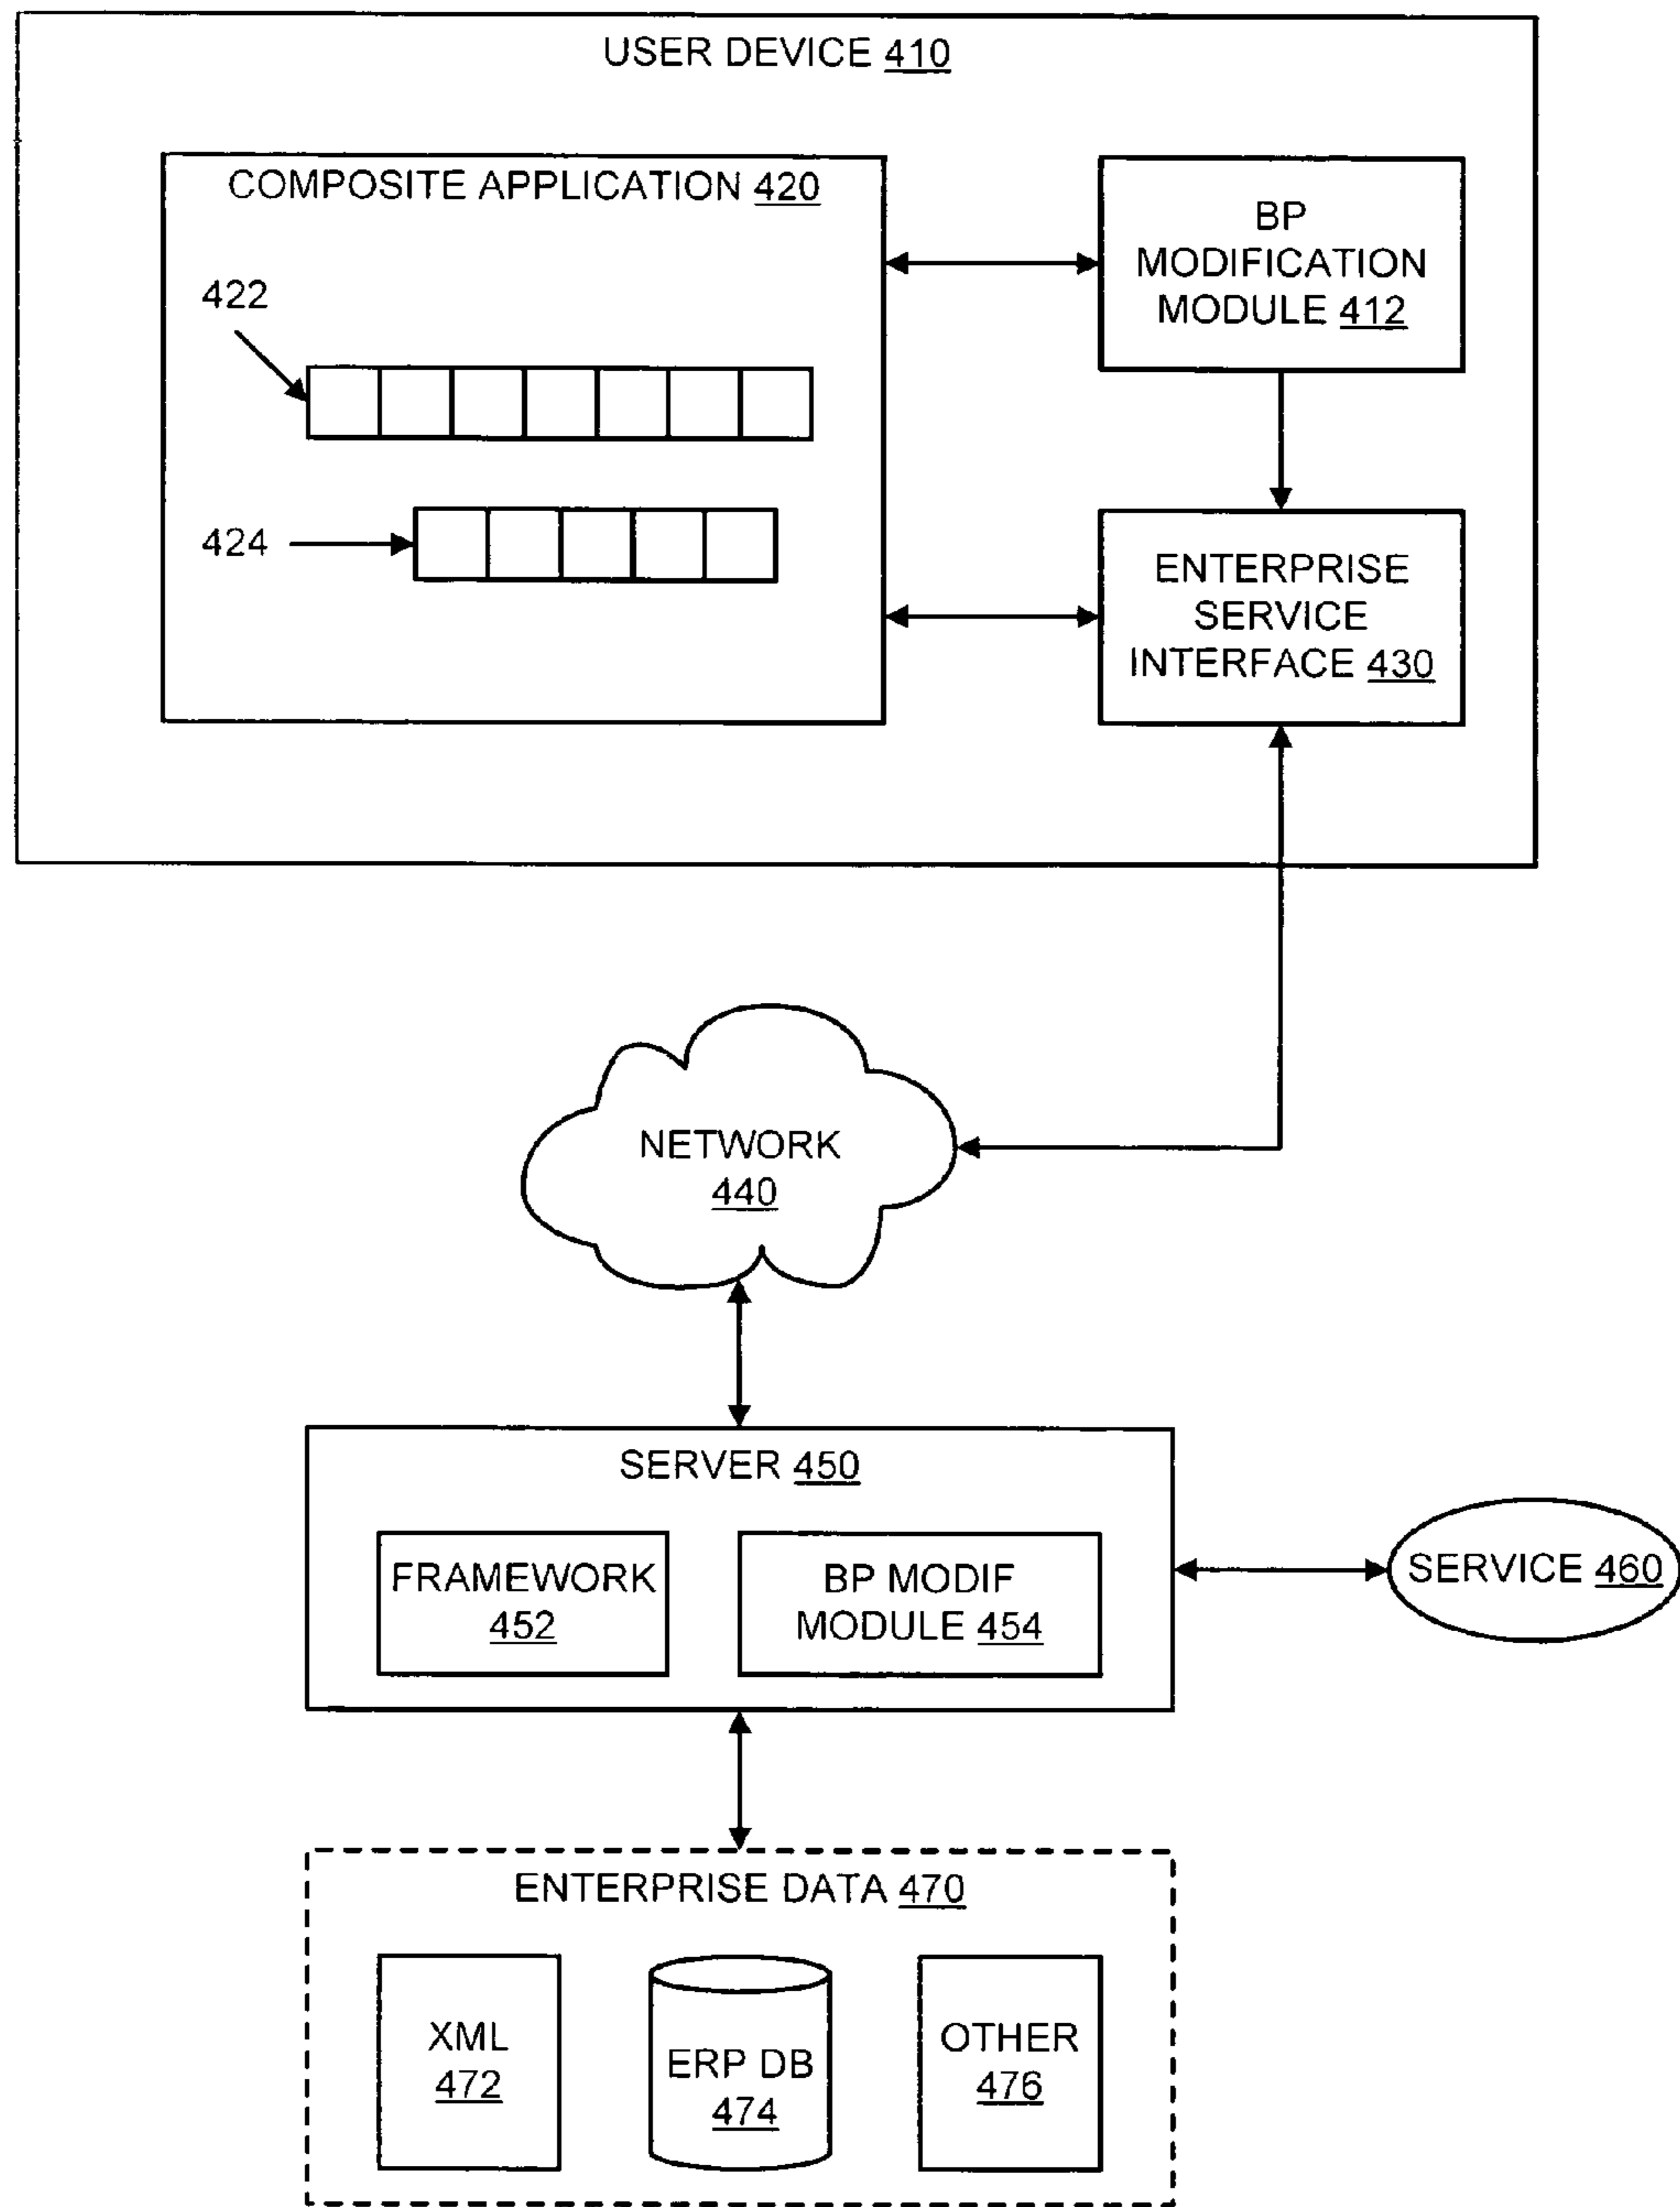 USER DEVICE 410
COMPOSITE APPLICATION 420
422
424
BP
MODIFICATION
MODULE 412
ENTERPRISE
SERVICE
INTERFACE 430
NETWORK
440
SERVER 450
FRAMEWORK
452
BP MODIF
MODULE 454
SERVICE 460
ENTERPRISE DATA 470
XML
472
ERP DB
474
OTHER
476